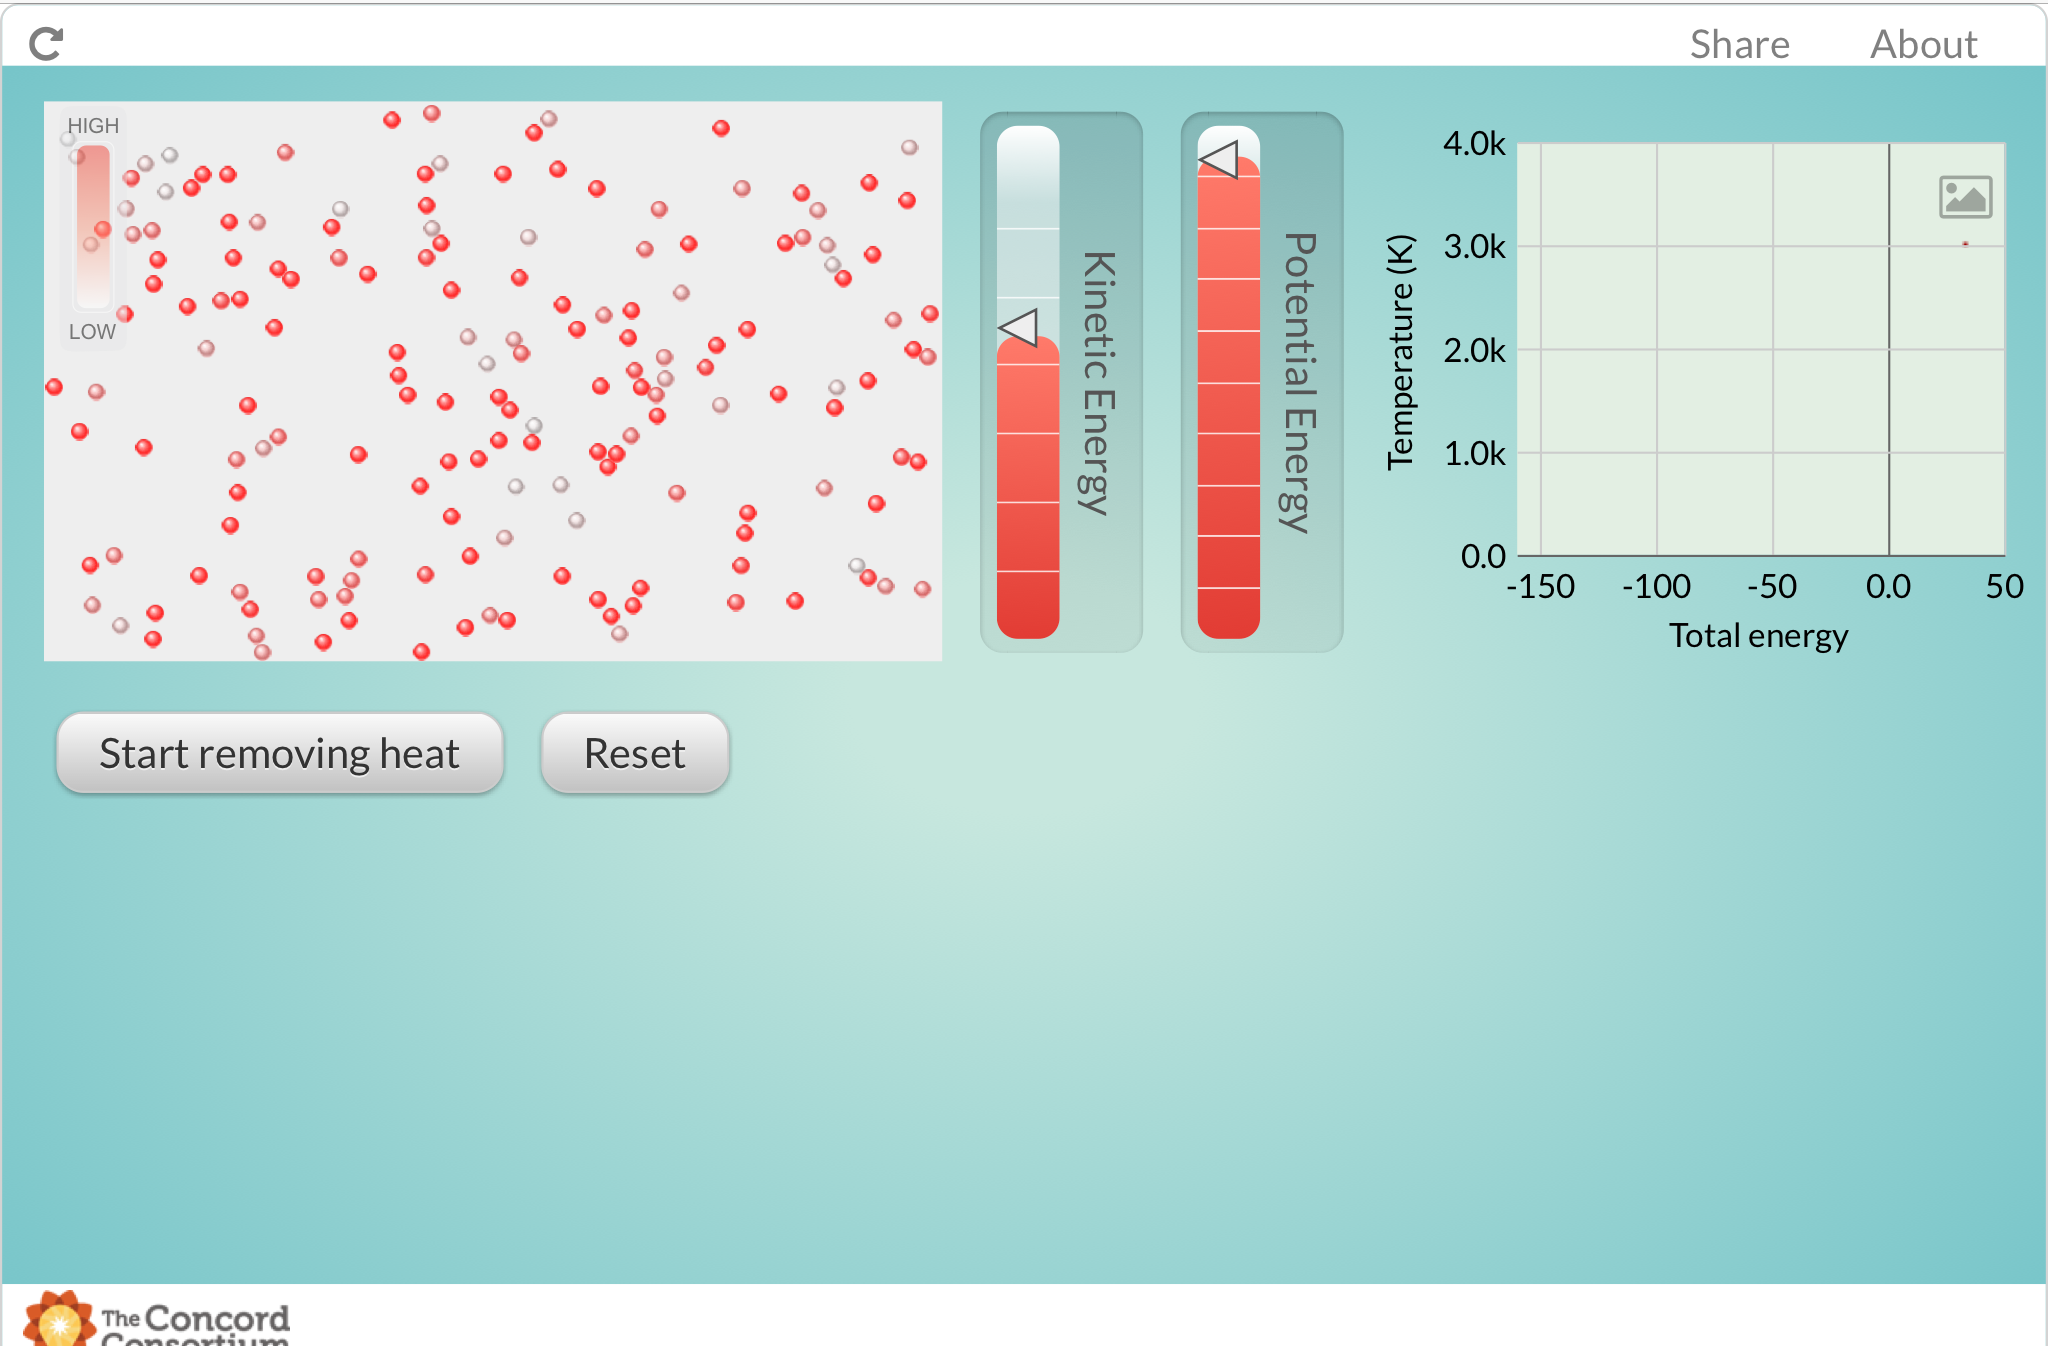 Share About
HIGH
LOW
Kinetic Energy
Potential Energy
Temperature (K)
4.0k
3.0k
2.0k
1.0k
0.0
-150 -100 -50 0.0 50
Total energy
Start removing heat Reset
The Concord
Consortium